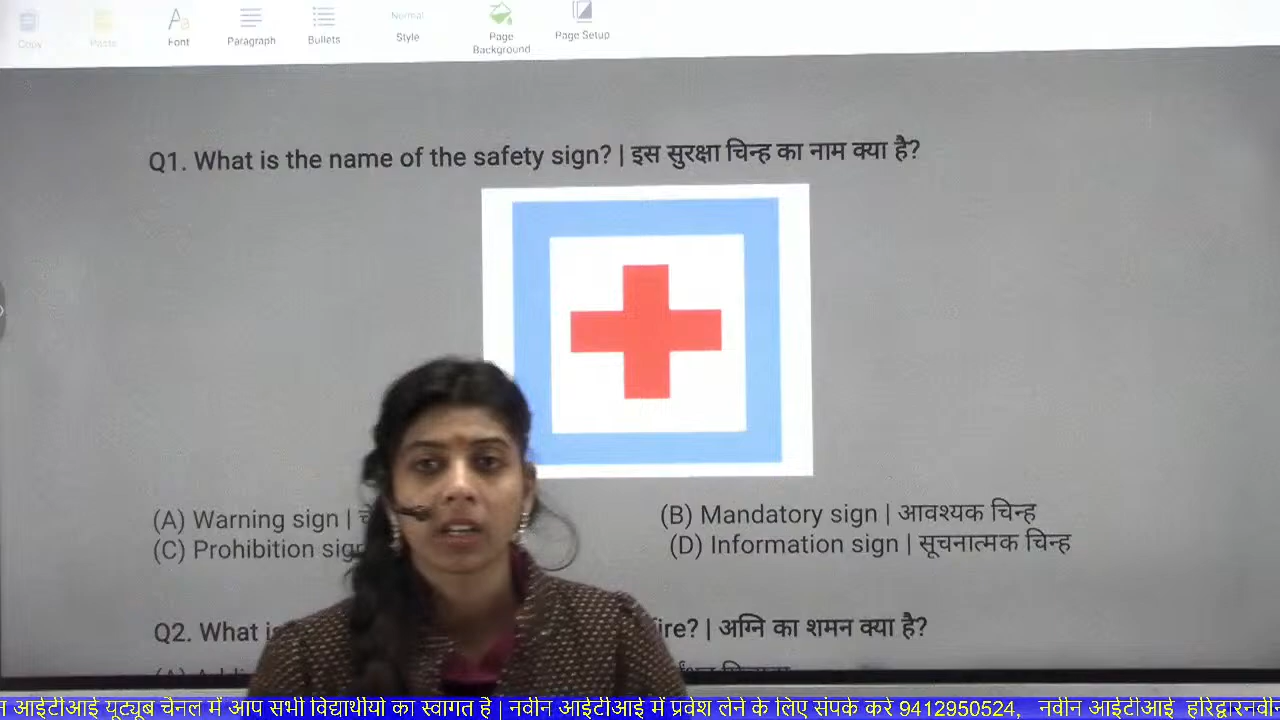 Copy
Paste
Font
Paragraph
Bullets
Normal
Style
Page Background
Page Setup
Q1. What is the name of the safety sign? | इस सुरक्षा चिन्ह का नाम क्या है?
(A) Warning sign |
(B) Mandatory sign | आवश्यक चिन्ह
(C) Prohibition sign
(D) Information sign | सूचनात्मक चिन्ह
Q2. What is fire? | अग्नि का शमन क्या है?
आईटीआई यूट्यूब चैनल में आप सभी विद्यार्थीयो का स्वागत है | नवीन आईटीआई में प्रवेश लेने के लिए संपर्क करें 9412950524, नवीन आईटीआई हरिद्वार